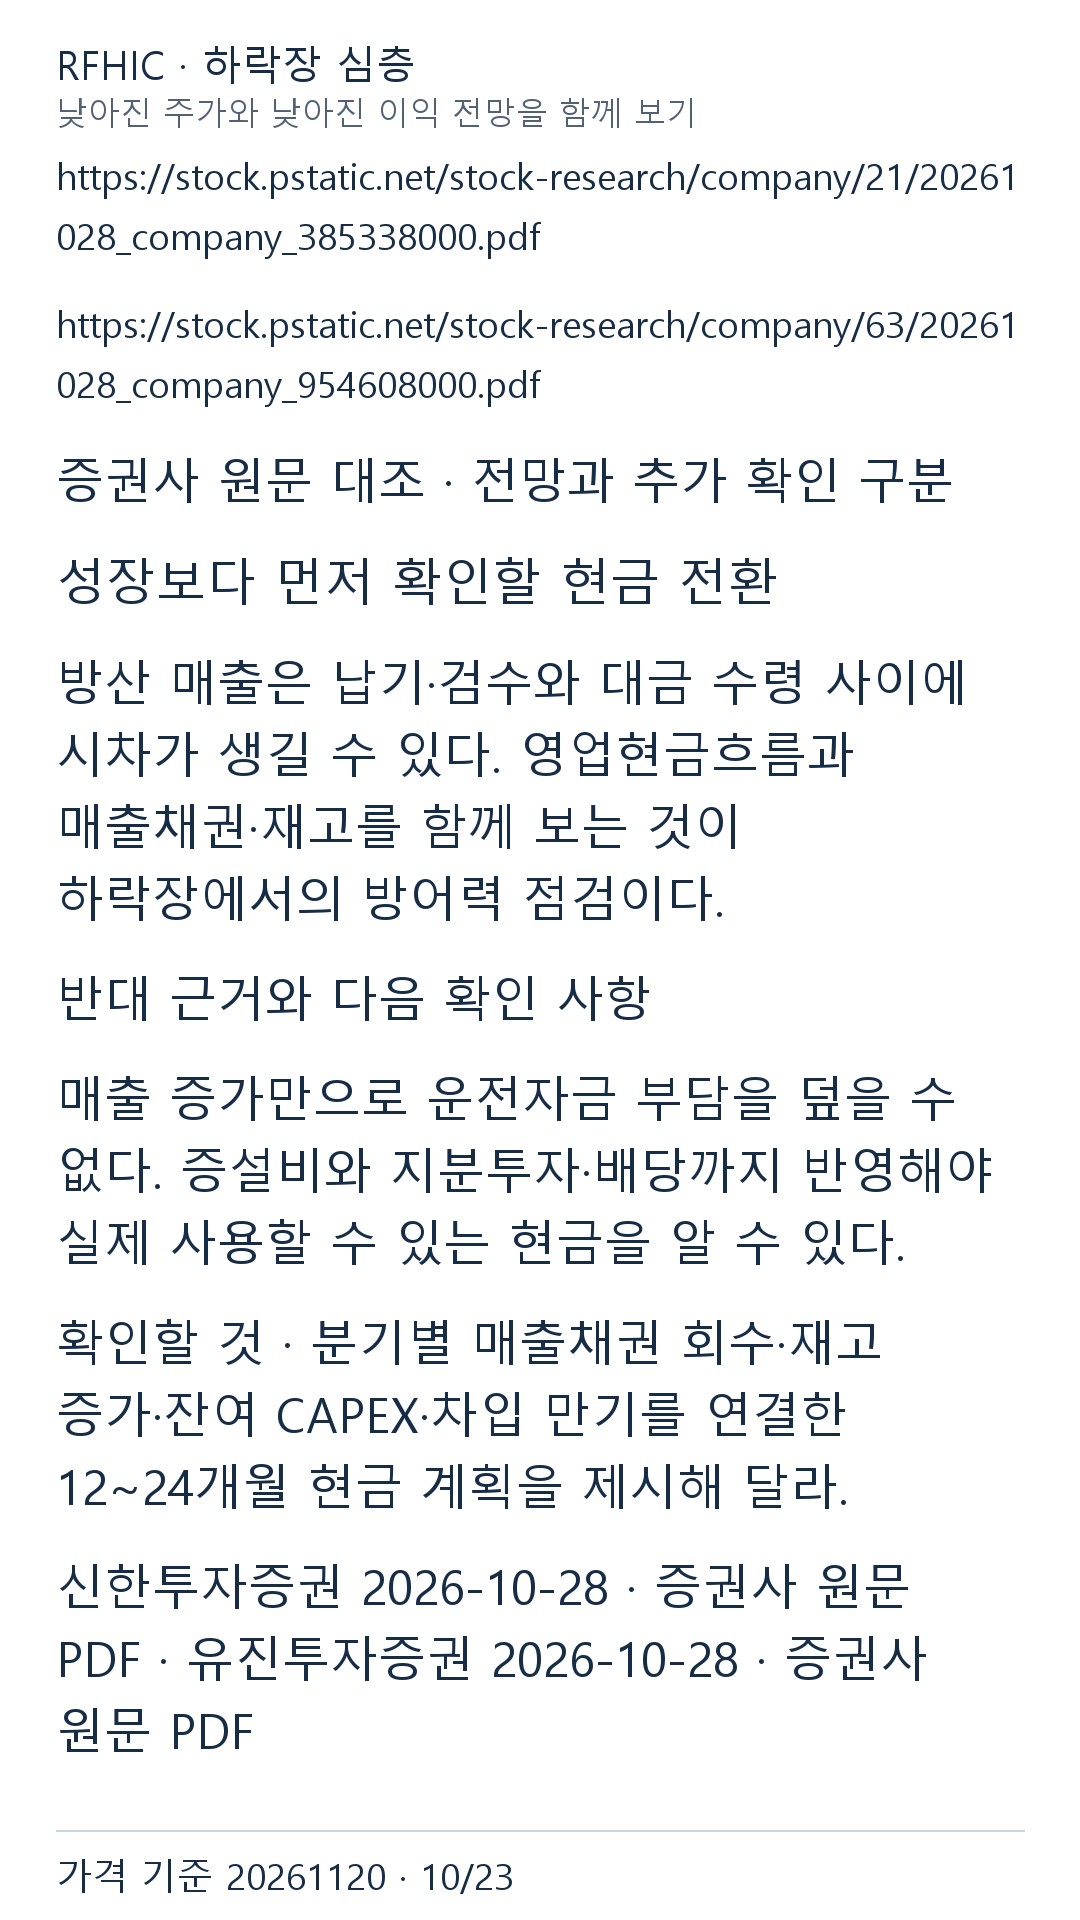 RFHIC · 하락장 심층
낮아진 주가와 낮아진 이익 전망을 함께 보기
https://stock.pstatic.net/stock-research/company/21/20261
028_company_385338000.pdf
https://stock.pstatic.net/stock-research/company/63/20261
028_company_954608000.pdf
증권사 원문 대조 · 전망과 추가 확인 구분
성장보다 먼저 확인할 현금 전환
방산 매출은 납기·검수와 대금 수령 사이에
시차가 생길 수 있다. 영업현금흐름과
매출채권·재고를 함께 보는 것이
하락장에서의 방어력 점검이다.
반대 근거와 다음 확인 사항
매출 증가만으로 운전자금 부담을 덮을 수
없다. 증설비와 지분투자·배당까지 반영해야
실제 사용할 수 있는 현금을 알 수 있다.
확인할 것 · 분기별 매출채권 회수·재고
증가·잔여 CAPEX·차입 만기를 연결한
12~24개월 현금 계획을 제시해 달라.
신한투자증권 2026-10-28 · 증권사 원문
PDF · 유진투자증권 2026-10-28 · 증권사
원문 PDF
가격 기준 20261120 · 10/23